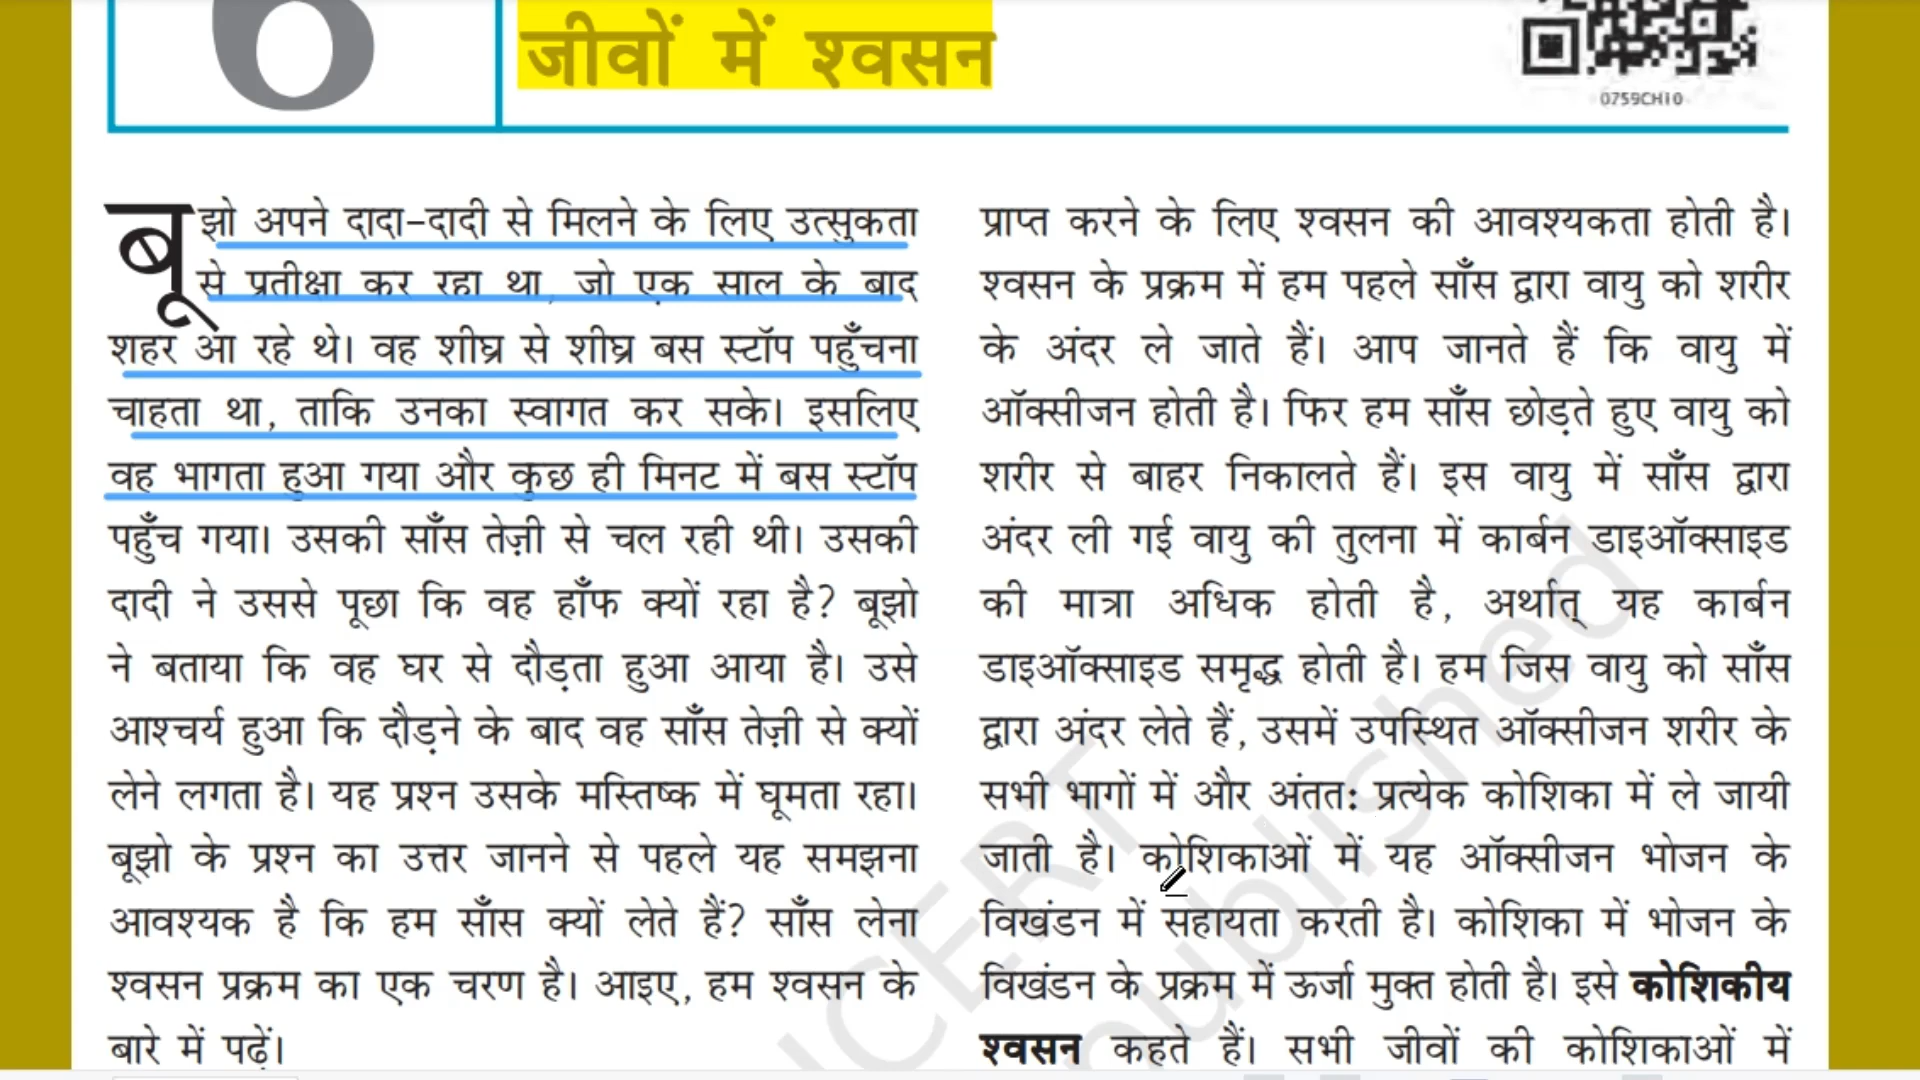 6
जीवों में श्वसन
0759CH10
बूझो अपने दादा-दादी से मिलने के लिए उत्सुकता
से प्रतीक्षा कर रहा था, जो एक साल के बाद
शहर आ रहे थे। वह शीघ्र से शीघ्र बस स्टॉप पहुँचना
चाहता था, ताकि उनका स्वागत कर सके। इसलिए
वह भागता हुआ गया और कुछ ही मिनट में बस स्टॉप
पहुँच गया। उसकी साँस तेज़ी से चल रही थी। उसकी
दादी ने उससे पूछा कि वह हाँफ क्यों रहा है? बूझो
ने बताया कि वह घर से दौड़ता हुआ आया है। उसे
आश्चर्य हुआ कि दौड़ने के बाद वह साँस तेज़ी से क्यों
लेने लगता है। यह प्रश्न उसके मस्तिष्क में घूमता रहा।
बूझो के प्रश्न का उत्तर जानने से पहले यह समझना
आवश्यक है कि हम साँस क्यों लेते हैं? साँस लेना
श्वसन प्रक्रम का एक चरण है। आइए, हम श्वसन के
बारे में पढ़ें।
प्राप्त करने के लिए श्वसन की आवश्यकता होती है।
श्वसन के प्रक्रम में हम पहले साँस द्वारा वायु को शरीर
के अंदर ले जाते हैं। आप जानते हैं कि वायु में
ऑक्सीजन होती है। फिर हम साँस छोड़ते हुए वायु को
शरीर से बाहर निकालते हैं। इस वायु में साँस द्वारा
अंदर ली गई वायु की तुलना में कार्बन डाइऑक्साइड
की मात्रा अधिक होती है, अर्थात् यह कार्बन
डाइऑक्साइड समृद्ध होती है। हम जिस वायु को साँस
द्वारा अंदर लेते हैं, उसमें उपस्थित ऑक्सीजन शरीर के
सभी भागों में और अंतत: प्रत्येक कोशिका में ले जायी
जाती है। कोशिकाओं में यह ऑक्सीजन भोजन के
विखंडन में सहायता करती है। कोशिका में भोजन के
विखंडन के प्रक्रम में ऊर्जा मुक्त होती है। इसे कोशिकीय
श्वसन कहते हैं। सभी जीवों की कोशिकाओं में
NCERT
published